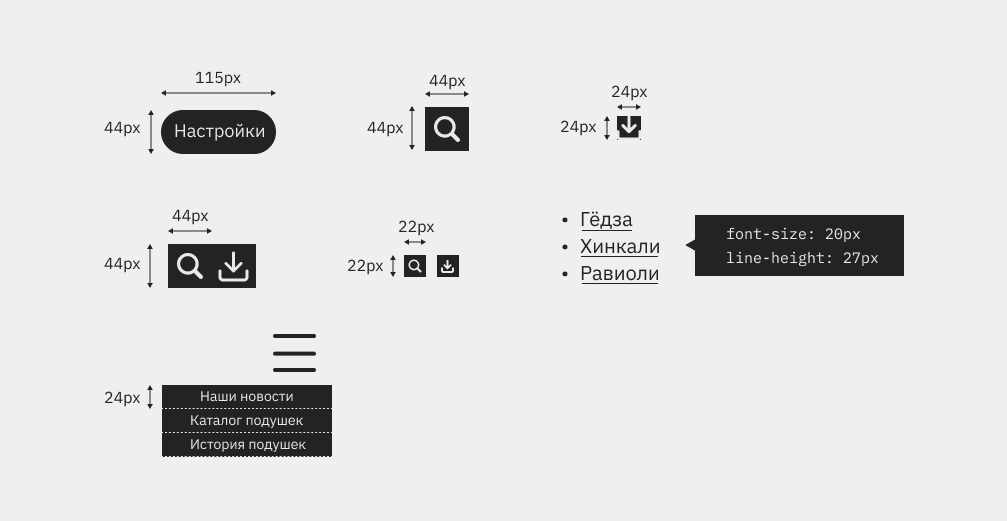 115px
44px
Настройки
44px
44px
24px
24px
44px
44px
22px
22px
• Гёдза
• Хинкали
• Равиоли
font-size: 20px
line-height: 27px
24px
Наши новости
Каталог подушек
История подушек